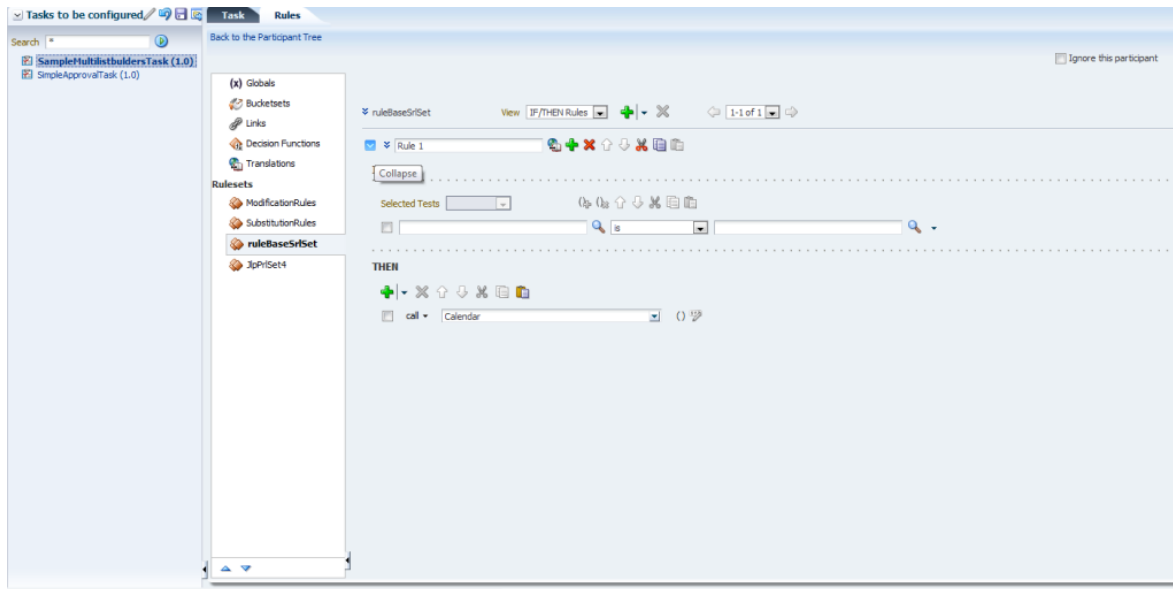 Tasks to be configured
Search *
SampleMultilistbuldersTask (1.0)
SimpleApprovalTask (1.0)
Task Rules
Back to the Participant Tree
Ignore this participant
(x) Globals
Bucketsets
Links
Decision Functions
Translations
Rulesets
ModificationRules
SubstitutionRules
ruleBaseSrlSet
JlpPrlSet4
ruleBaseSrlSet View IF/THEN Rules 1-1 of 1
Rule 1
Collapse
Selected Tests
is
THEN
call Calendar ()